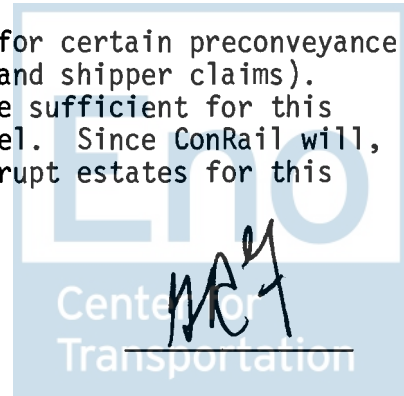 for certain preconveyance
and shipper claims).
e sufficient for this
el. Since ConRail will,
rupt estates for this
Eno
Center for
Transportation